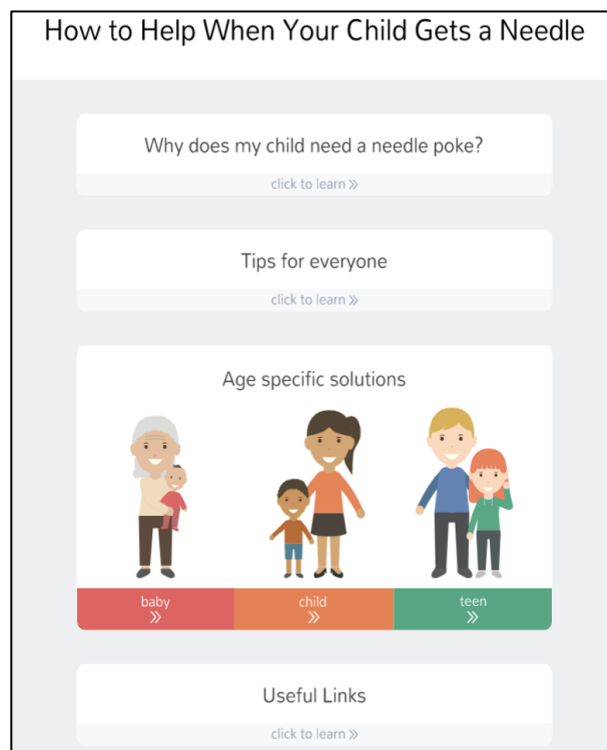 How to Help When Your Child Gets a Needle
Why does my child need a needle poke?
click to learn »
Tips for everyone
click to learn »
Age specific solutions
baby child teen
» » »
Useful Links
click to learn »